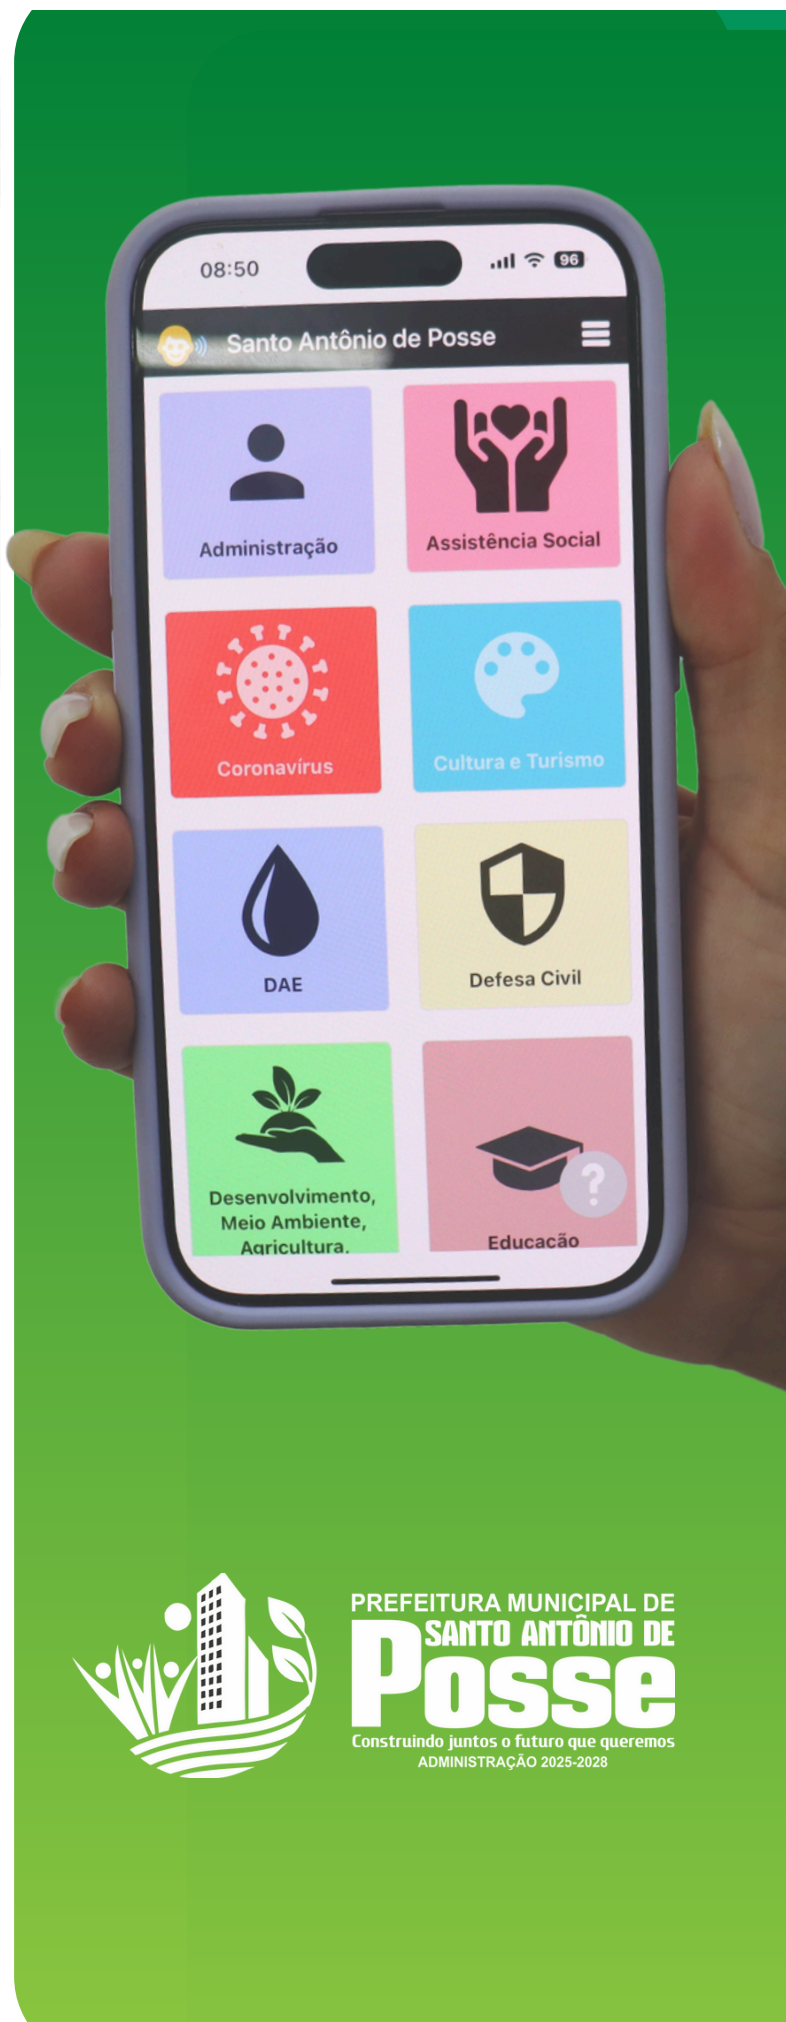 08:50
96
Santo Antônio de Posse
Administração
Assistência Social
Coronavírus
Cultura e Turismo
DAE
Defesa Civil
Desenvolvimento,
Meio Ambiente,
Agricultura,
Educação
?
PREFEITURA MUNICIPAL DE
SANTO ANTÔNIO DE
POSSE
Construindo juntos o futuro que queremos
ADMINISTRAÇÃO 2025-2028